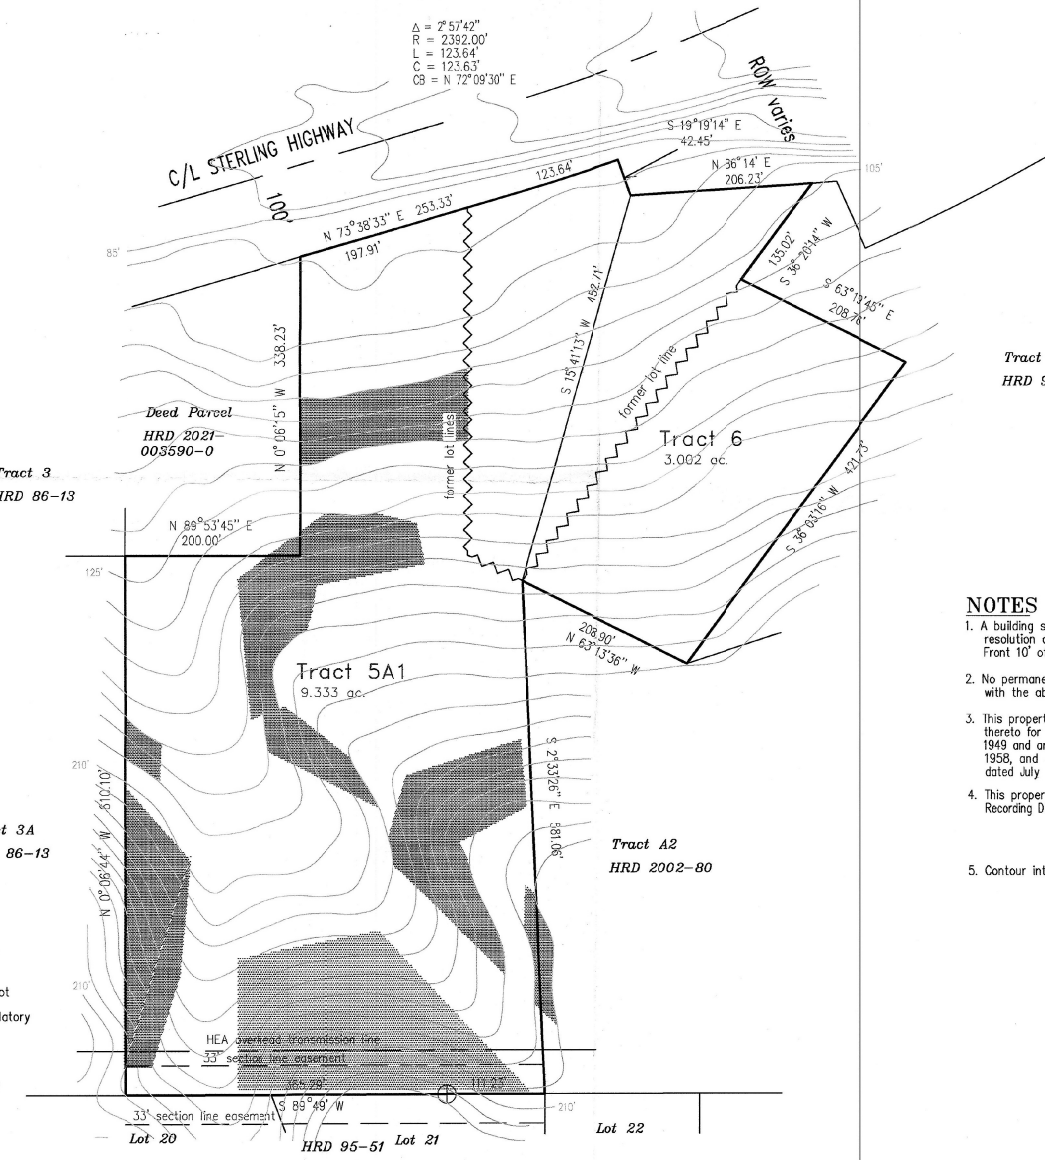 Δ = 2°57'42"
R = 2392.00'
L = 123.64'
C = 123.63'
CB = N 72°09'30" E
ROW varies
C/L STERLING HIGHWAY
100'
S 19°19'14" E
42.45'
N 36°14' E
206.23'
105'
123.64'
N 73°38'33" E 253.33'
197.91'
85'
135.02'
S 36°20'14" W
S 63°13'45" E
208.76'
N 0°06'15" W 338.23'
S 15°41'13" W 452.71'
former lot line
former lot lines
Tract
HRD
Deed Parcel
HRD 2021-
003590-0
Tract 3
HRD 86-13
Tract 6
3.002 ac.
S 36°03'16" W 421.73'
N 89°53'45" E
200.00'
125'
208.90'
N 63°13'36" W
NOTES
1. A building
resolution
Front 10'
2. No permane
with the
3. This propert
thereto for
1949 and
1958, and
dated July
4. This proper
Recording
5. Contour
Tract 5A1
9.333 ac.
210'
N 0°06'44" W 610.10'
S 2°33'26" E 581.06'
3A
86-13
Tract A2
HRD 2002-80
210'
HEA overhead transmission line
33' section line easement
365.29'
111.23'
S 89°49' W
210'
33' section line easement
Lot 20
HRD 95-51
Lot 21
Lot 22